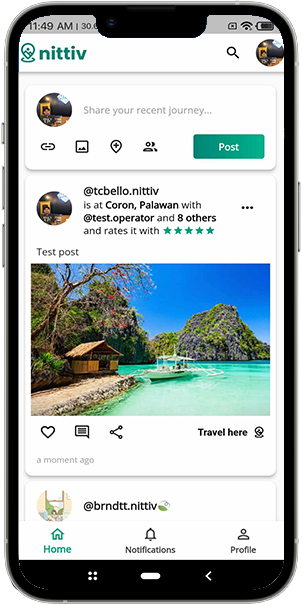 11:49 AM | 30.6
nittiv
Share your recent journey...
Post
@tcbello.nittiv
is at Coron, Palawan with
@test.operator and 8 others
and rates it with
Test post
Travel here
a moment ago
@brndtt.nittiv
Home
Notifications
Profile